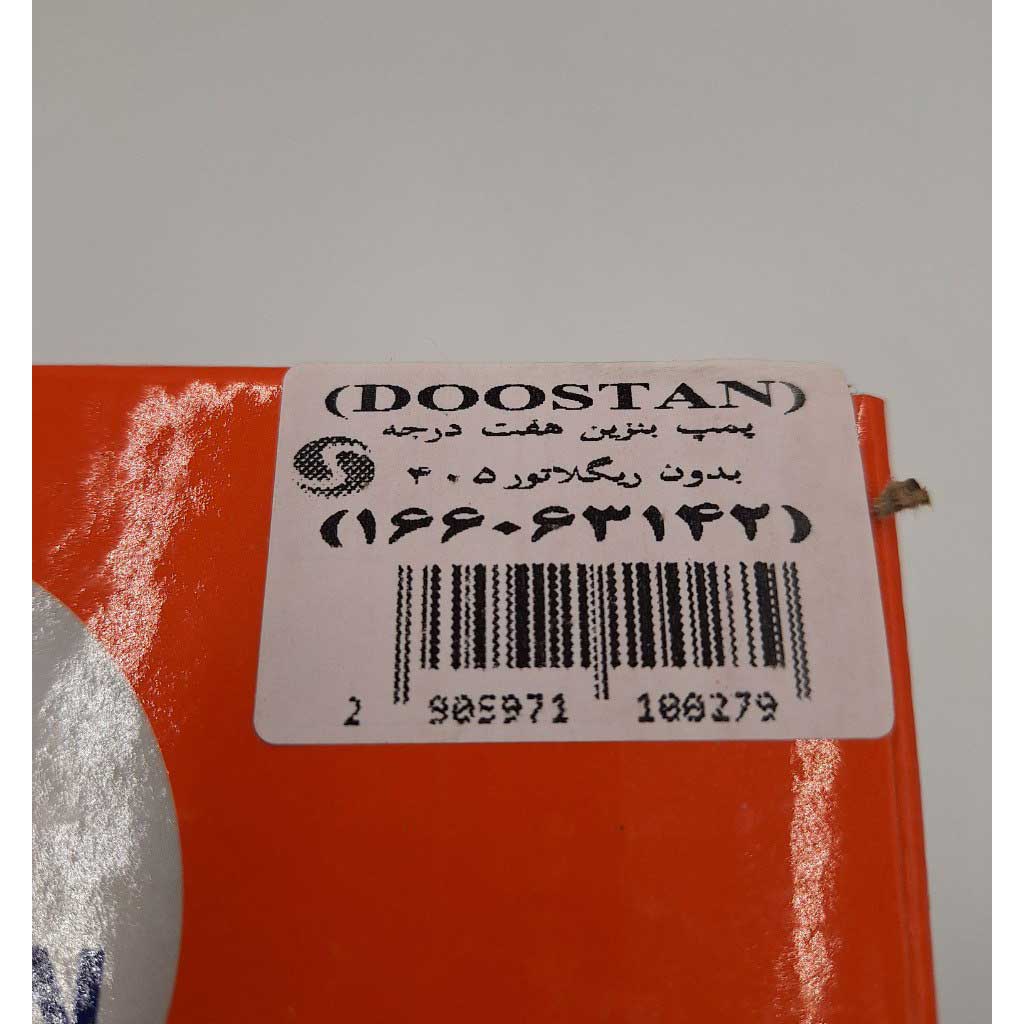 (DOOSTAN)
پمپ بنزین هفت درجه
بدون ریگلاتور ۴۰۵
(۱۶۶۰۶۳۱۴۲)
2 905971 100279
N